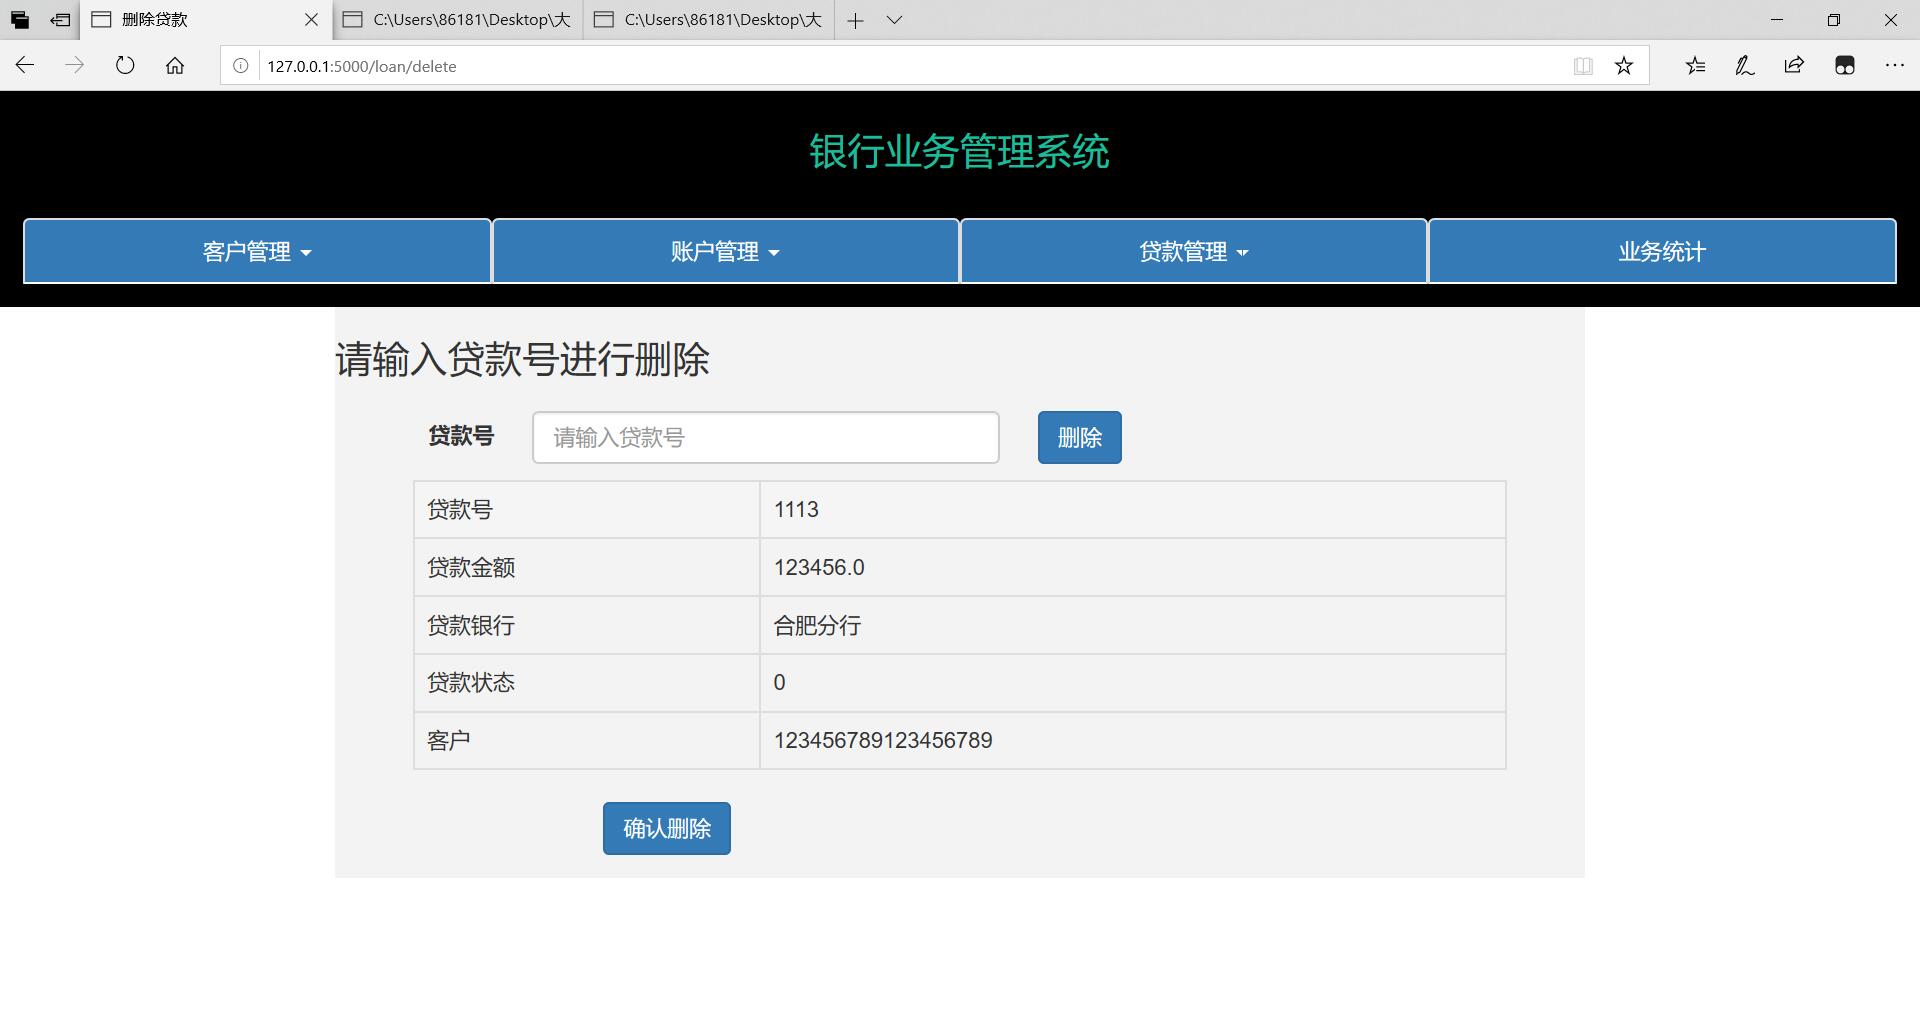 删除贷款
C:\Users\86181\Desktop\大
C:\Users\86181\Desktop\大
127.0.0.1:5000/loan/delete
银行业务管理系统
客户管理
账户管理
贷款管理
业务统计
请输入贷款号进行删除
贷款号 请输入贷款号 删除
贷款号 1113
贷款金额 123456.0
贷款银行 合肥分行
贷款状态 0
客户 123456789123456789
确认删除